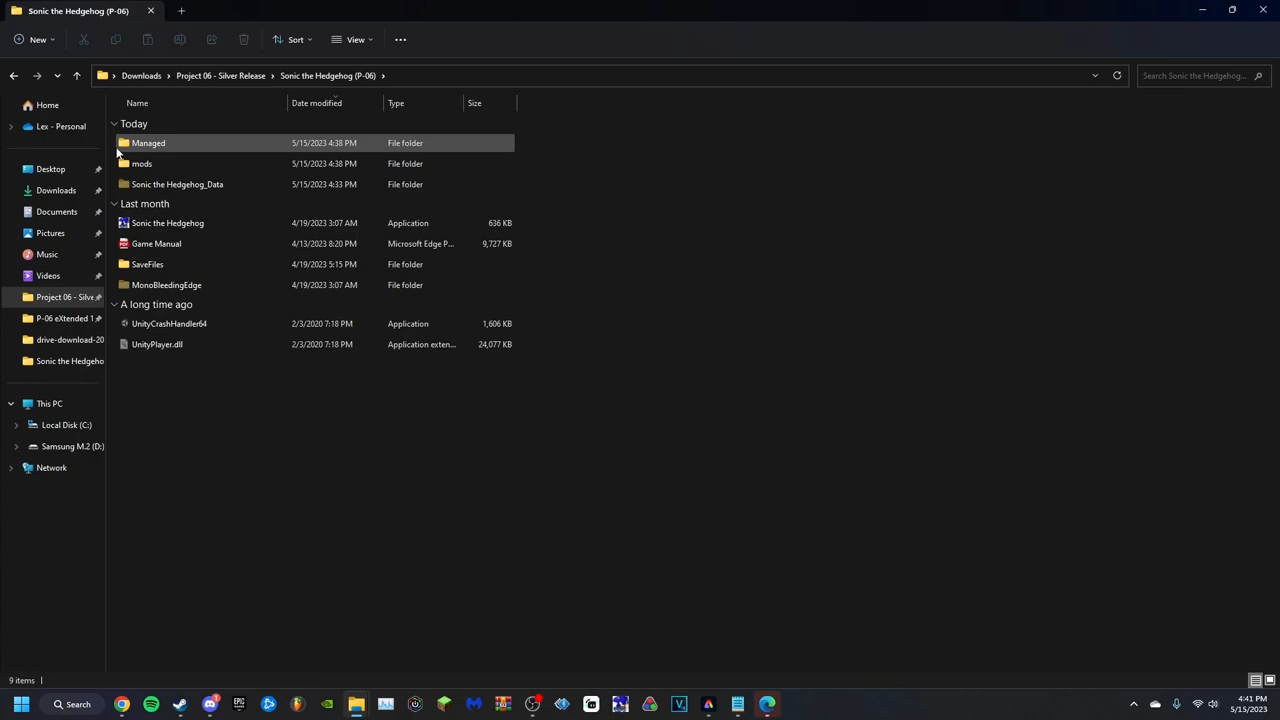 Sonic the Hedgehog (P-06)
New
Sort
View
Downloads
Project 06 - Silver Release
Sonic the Hedgehog (P-06)
Search Sonic the Hedgehog...
Home
Lex - Personal
Desktop
Downloads
Documents
Pictures
Music
Videos
Project 06 - Silve
P-06 eXtended 1
drive-download-20
Sonic the Hedgeho
This PC
Local Disk (C:)
Samsung M.2 (D:)
Network
Name Date modified Type Size
Today
Managed 5/15/2023 4:38 PM File folder
mods 5/15/2023 4:38 PM File folder
Sonic the Hedgehog_Data 5/15/2023 4:33 PM File folder
Last month
Sonic the Hedgehog 4/19/2023 3:07 AM Application 636 KB
Game Manual 4/13/2023 8:20 PM Microsoft Edge P... 9,727 KB
SaveFiles 4/19/2023 5:15 PM File folder
MonoBleedingEdge 4/19/2023 3:07 AM File folder
A long time ago
UnityCrashHandler64 2/3/2020 7:18 PM Application 1,606 KB
UnityPlayer.dll 2/3/2020 7:18 PM Application exten... 24,077 KB
9 items
Search
4:41 PM
5/15/2023